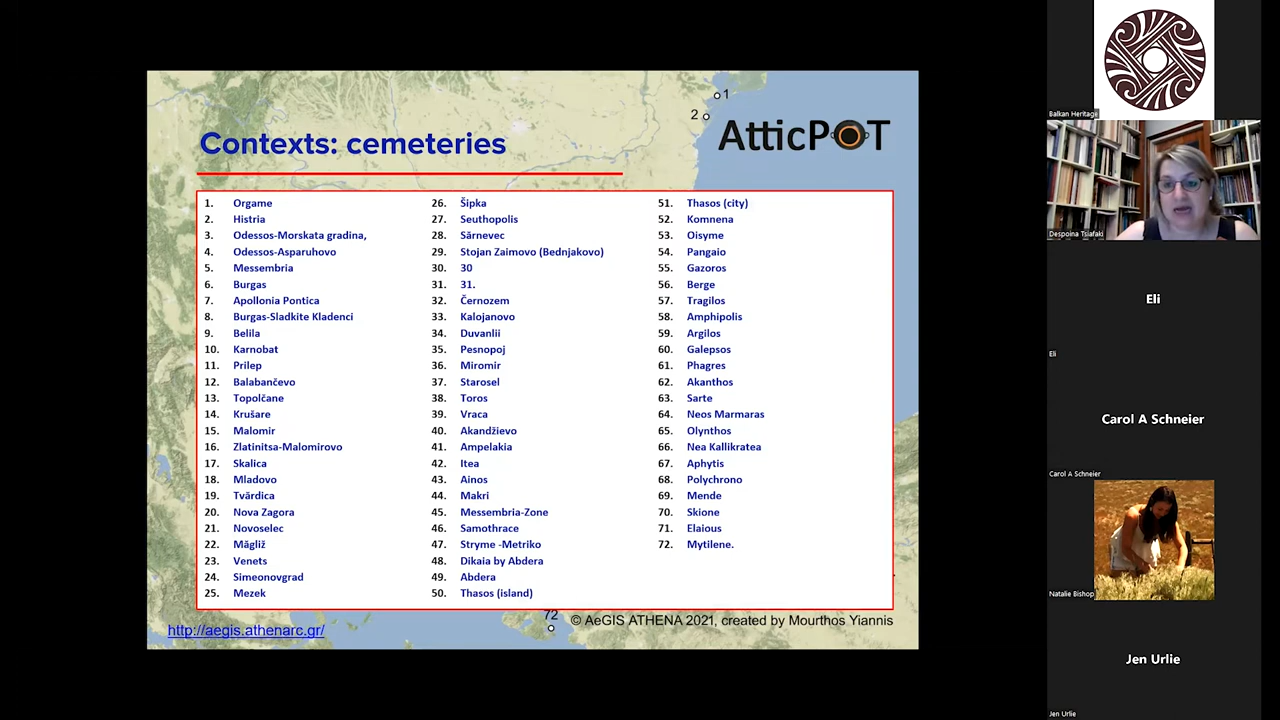 1
2
AtticPOT
Contexts: cemeteries
1. Orgame
2. Histria
3. Odessos-Morskata gradina,
4. Odessos-Asparuhovo
5. Messembria
6. Burgas
7. Apollonia Pontica
8. Burgas-Sladkite Kladenci
9. Belila
10. Karnobat
11. Prilep
12. Balabančevo
13. Topolčane
14. Krušare
15. Malomir
16. Zlatinitsa-Malomirovo
17. Skalica
18. Mladovo
19. Tvărdica
20. Nova Zagora
21. Novoselec
22. Măgliž
23. Venets
24. Simeonovgrad
25. Mezek
26. Šipka
27. Seuthopolis
28. Sărnevec
29. Stojan Zaimovo (Bednjakovo)
30. 30
31. 31.
32. Černozem
33. Kalojanovo
34. Duvanlii
35. Pesnopoj
36. Miromir
37. Starosel
38. Toros
39. Vraca
40. Akandžievo
41. Ampelakia
42. Itea
43. Ainos
44. Makri
45. Messembria-Zone
46. Samothrace
47. Stryme -Metriko
48. Dikaia by Abdera
49. Abdera
50. Thasos (island)
51. Thasos (city)
52. Komnena
53. Oisyme
54. Pangaio
55. Gazoros
56. Berge
57. Tragilos
58. Amphipolis
59. Argilos
60. Galepsos
61. Phagres
62. Akanthos
63. Sarte
64. Neos Marmaras
65. Olynthos
66. Nea Kallikratea
67. Aphytis
68. Polychrono
69. Mende
70. Skione
71. Elaious
72. Mytilene.
72
http://aegis.athenarc.gr/
© AeGIS ATHENA 2021, created by Mourthos Yiannis
Balkan Heritage
Despoina Tsiafaki
Eli
Eli
Carol A Schneier
Carol A Schneier
Natalie Bishop
Jen Urlie
Jen Urlie